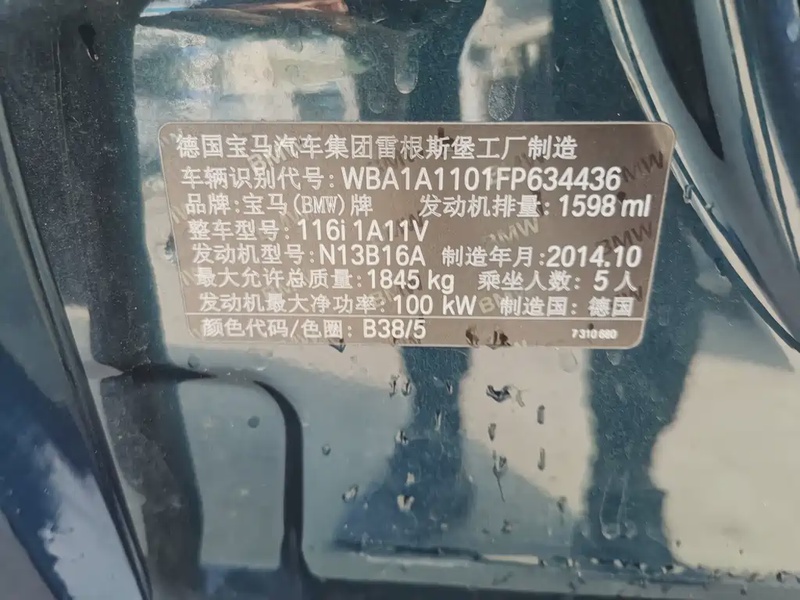 德国宝马汽车集团雷根斯堡工厂制造
车辆识别代号: WBA1A1101FP634436
品牌: 宝马(BMW)牌 发动机排量: 1598 ml
整车型号: 116i 1A11V
发动机型号: N13B16A 制造年月: 2014.10
最大允许总质量: 1845 kg 乘坐人数: 5 人
发动机最大净功率: 100 kW 制造国: 德国
颜色代码/色圈: B38/5 7 310 660